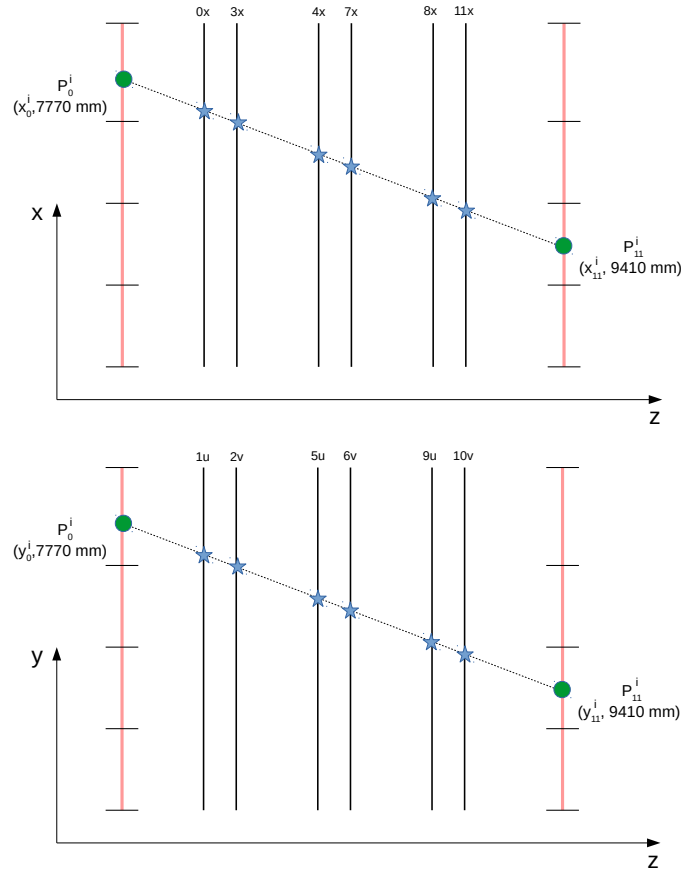 0x 3x 4x 7x 8x 11x
P₀ⁱ
(x₀ⁱ,7770 mm)
x
P₁₁ⁱ
(x₁₁ⁱ, 9410 mm)
z
1u 2v 5u 6v 9u 10v
P₀ⁱ
(y₀ⁱ,7770 mm)
y
P₁₁ⁱ
(y₁₁ⁱ, 9410 mm)
z